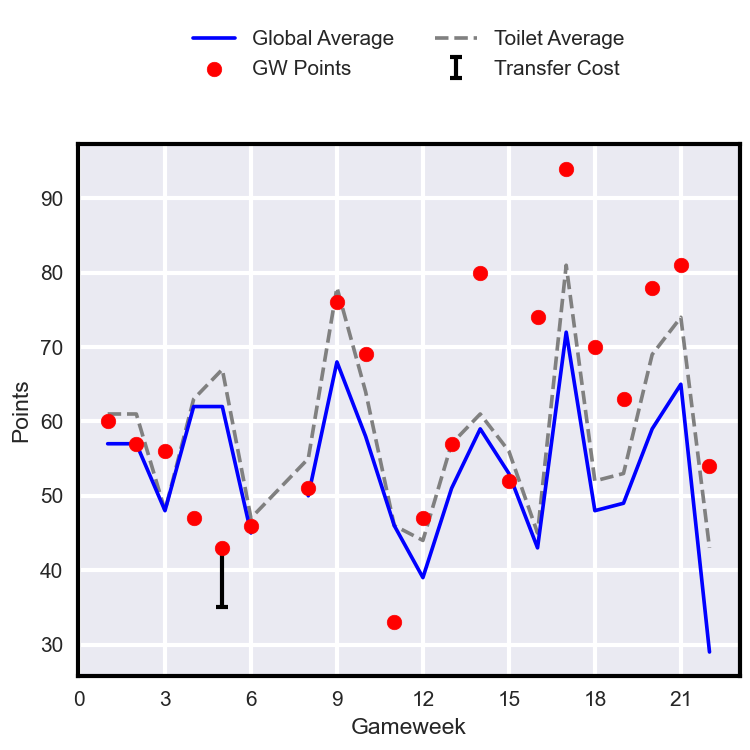 Global Average
Toilet Average
GW Points
Transfer Cost
90
80
70
60
50
40
30
Points
0 3 6 9 12 15 18 21
Gameweek